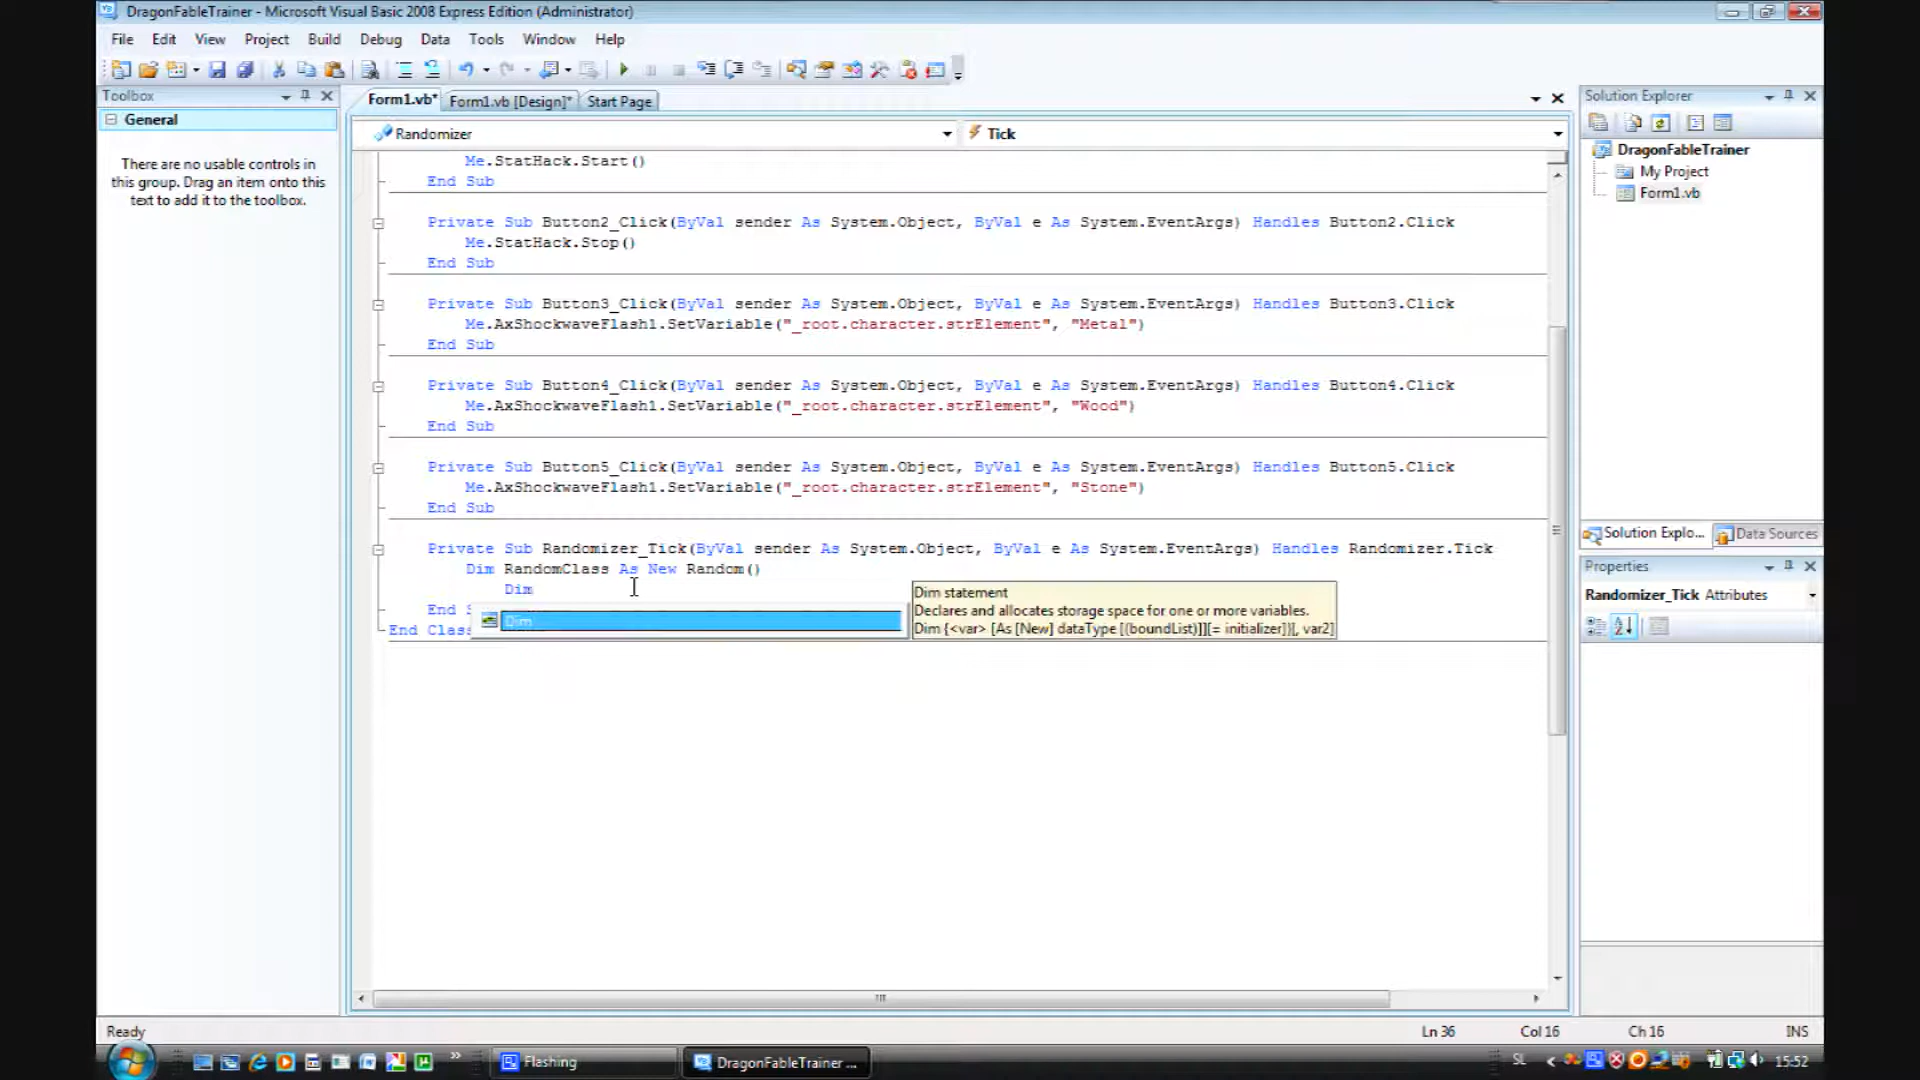 DragonFableTrainer - Microsoft Visual Basic 2008 Express Edition (Administrator)
File Edit View Project Build Debug Data Tools Window Help
Toolbox
General
There are no usable controls in
this group. Drag an item onto this
text to add it to the toolbox.
Form1.vb* Form1.vb [Design]* Start Page
Randomizer Tick
Me.StatHack.Start()
End Sub
Private Sub Button2_Click(ByVal sender As System.Object, ByVal e As System.EventArgs) Handles Button2.Click
Me.StatHack.Stop()
End Sub
Private Sub Button3_Click(ByVal sender As System.Object, ByVal e As System.EventArgs) Handles Button3.Click
Me.AxShockwaveFlash1.SetVariable("_root.character.strElement", "Metal")
End Sub
Private Sub Button4_Click(ByVal sender As System.Object, ByVal e As System.EventArgs) Handles Button4.Click
Me.AxShockwaveFlash1.SetVariable("_root.character.strElement", "Wood")
End Sub
Private Sub Button5_Click(ByVal sender As System.Object, ByVal e As System.EventArgs) Handles Button5.Click
Me.AxShockwaveFlash1.SetVariable("_root.character.strElement", "Stone")
End Sub
Private Sub Randomizer_Tick(ByVal sender As System.Object, ByVal e As System.EventArgs) Handles Randomizer.Tick
Dim RandomClass As New Random()
Dim
End S
End Class
Dim
Dim statement
Declares and allocates storage space for one or more variables.
Dim {<var> [As [New] dataType [(boundList)]][= initializer]}[, var2]
Solution Explorer
DragonFableTrainer
My Project
Form1.vb
Solution Explo... Data Sources
Properties
Randomizer_Tick Attributes
Ready Ln 36 Col 16 Ch 16 INS
Flashing DragonFableTrainer ... SL 15:52